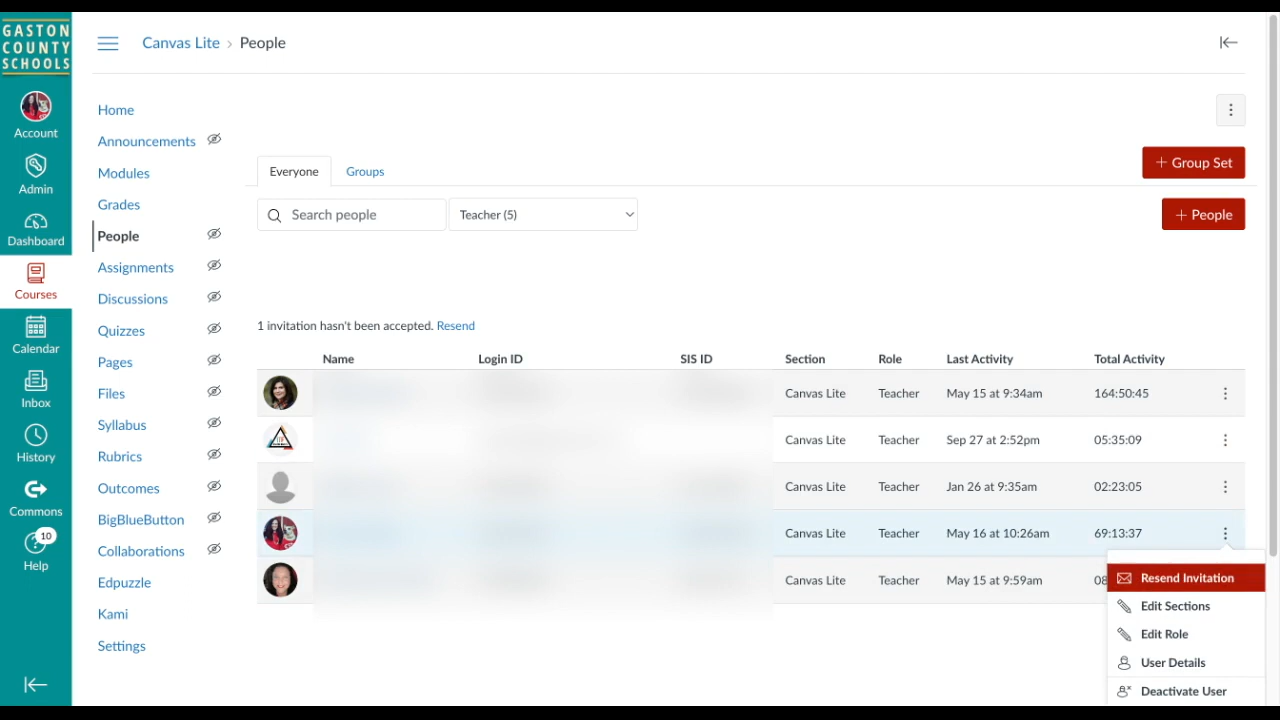 GASTON
COUNTY
SCHOOLS
Account
Admin
Dashboard
Courses
Calendar
Inbox
History
Commons
10
Help
Canvas Lite › People
Home
Announcements
Modules
Grades
People
Assignments
Discussions
Quizzes
Pages
Files
Syllabus
Rubrics
Outcomes
BigBlueButton
Collaborations
Edpuzzle
Kami
Settings
Everyone Groups
+ Group Set
Search people Teacher (5)
+ People
1 invitation hasn't been accepted. Resend
Name Login ID SIS ID Section Role Last Activity Total Activity
Canvas Lite Teacher May 15 at 9:34am 164:50:45
Canvas Lite Teacher Sep 27 at 2:52pm 05:35:09
Canvas Lite Teacher Jan 26 at 9:35am 02:23:05
Canvas Lite Teacher May 16 at 10:26am 69:13:37
Canvas Lite Teacher May 15 at 9:59am 08
Resend Invitation
Edit Sections
Edit Role
User Details
Deactivate User